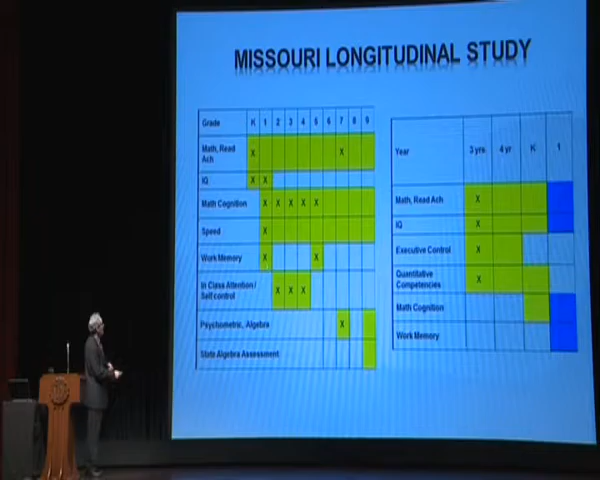 MISSOURI LONGITUDINAL STUDY
Grade K 1 2 3 4 5 6 7 8 9
Math, Read
Ach X X
IQ X X
Math Cognition X X X X X
Speed X
Work Memory X X
In Class Attention /
Self control X X X
Psychometric, Algebra X
State Algebra Assessment
Year 3 yrs 4 yr K 1
Math, Read Ach X
IQ X
Executive Control X
Quantitative
Competencies X
Math Cognition
Work Memory